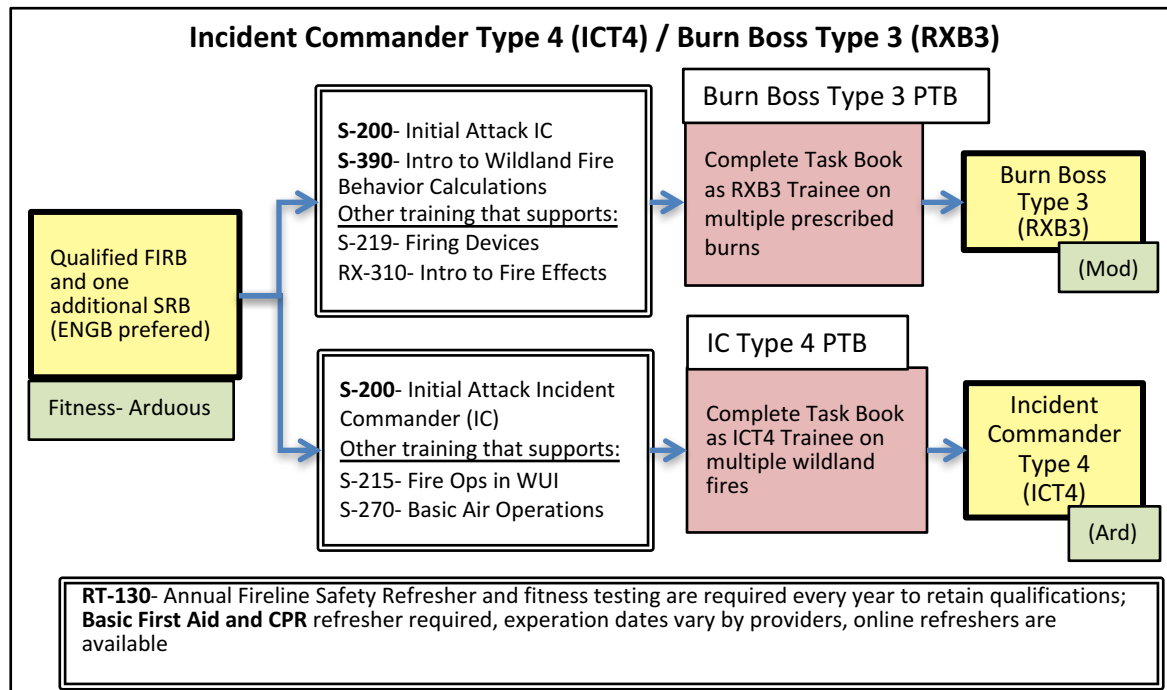 Incident Commander Type 4 (ICT4) / Burn Boss Type 3 (RXB3)
Qualified FIRB
and one
additional SRB
(ENGB prefered)
Fitness- Arduous
S-200- Initial Attack IC
S-390- Intro to Wildland Fire
Behavior Calculations
Other training that supports:
S-219- Firing Devices
RX-310- Intro to Fire Effects
Burn Boss Type 3 PTB
Complete Task Book
as RXB3 Trainee on
multiple prescribed
burns
Burn Boss
Type 3
(RXB3)
(Mod)
S-200- Initial Attack Incident
Commander (IC)
Other training that supports:
S-215- Fire Ops in WUI
S-270- Basic Air Operations
IC Type 4 PTB
Complete Task Book
as ICT4 Trainee on
multiple wildland
fires
Incident
Commander
Type 4
(ICT4)
(Ard)
RT-130- Annual Fireline Safety Refresher and fitness testing are required every year to retain qualifications;
Basic First Aid and CPR refresher required, experation dates vary by providers, online refreshers are
available